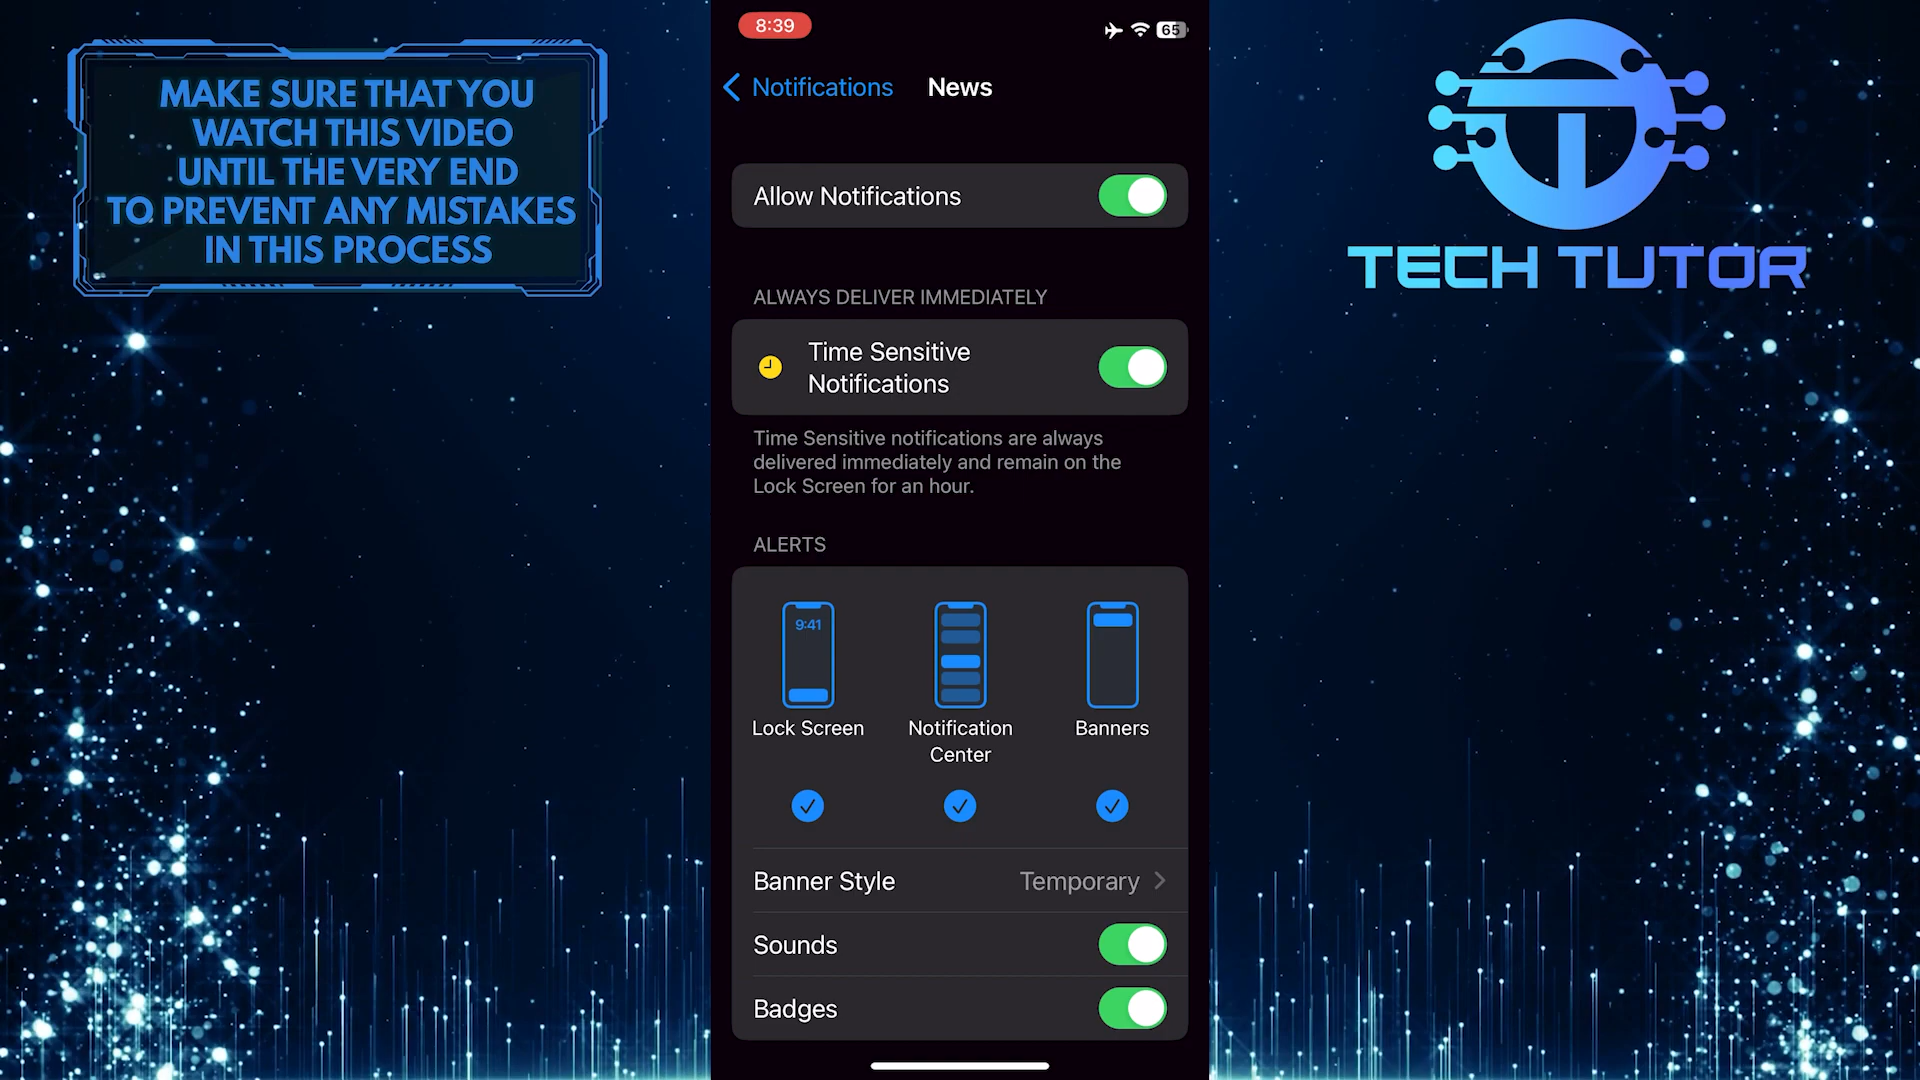 MAKE SURE THAT YOU
WATCH THIS VIDEO
UNTIL THE VERY END
TO PREVENT ANY MISTAKES
IN THIS PROCESS
8:39
65
Notifications
News
Allow Notifications
ALWAYS DELIVER IMMEDIATELY
Time Sensitive
Notifications
Time Sensitive notifications are always
delivered immediately and remain on the
Lock Screen for an hour.
ALERTS
9:41
Lock Screen
Notification
Center
Banners
Banner Style
Temporary
Sounds
Badges
TECH TUTOR